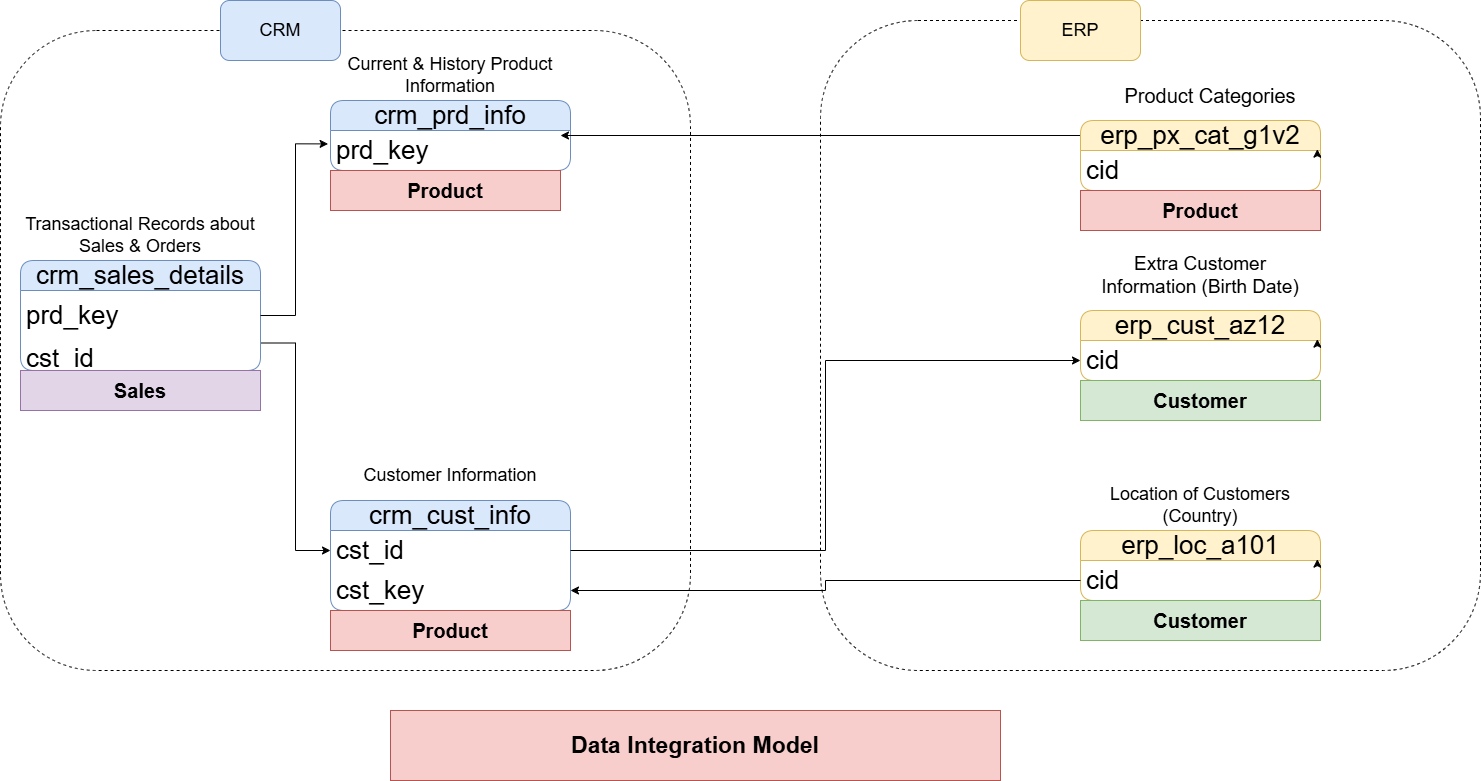 CRM
ERP
Current & History Product
Information
crm_prd_info
prd_key
Product
Transactional Records about
Sales & Orders
crm_sales_details
prd_key
cst_id
Sales
Customer Information
crm_cust_info
cst_id
cst_key
Product
Product Categories
erp_px_cat_g1v2
cid
Product
Extra Customer
Information (Birth Date)
erp_cust_az12
cid
Customer
Location of Customers
(Country)
erp_loc_a101
cid
Customer
Data Integration Model